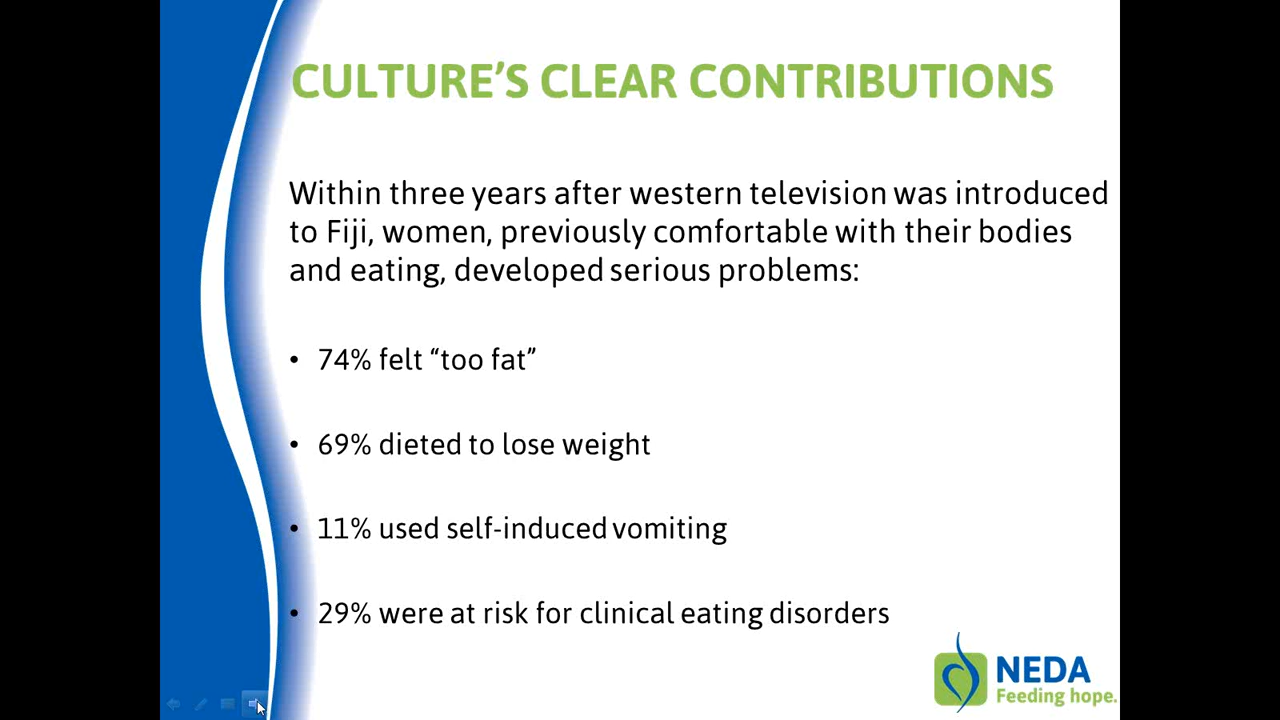 CULTURE’S CLEAR CONTRIBUTIONS
Within three years after western television was introduced
to Fiji, women, previously comfortable with their bodies
and eating, developed serious problems:
• 74% felt “too fat”
• 69% dieted to lose weight
• 11% used self-induced vomiting
• 29% were at risk for clinical eating disorders
NEDA
Feeding hope.